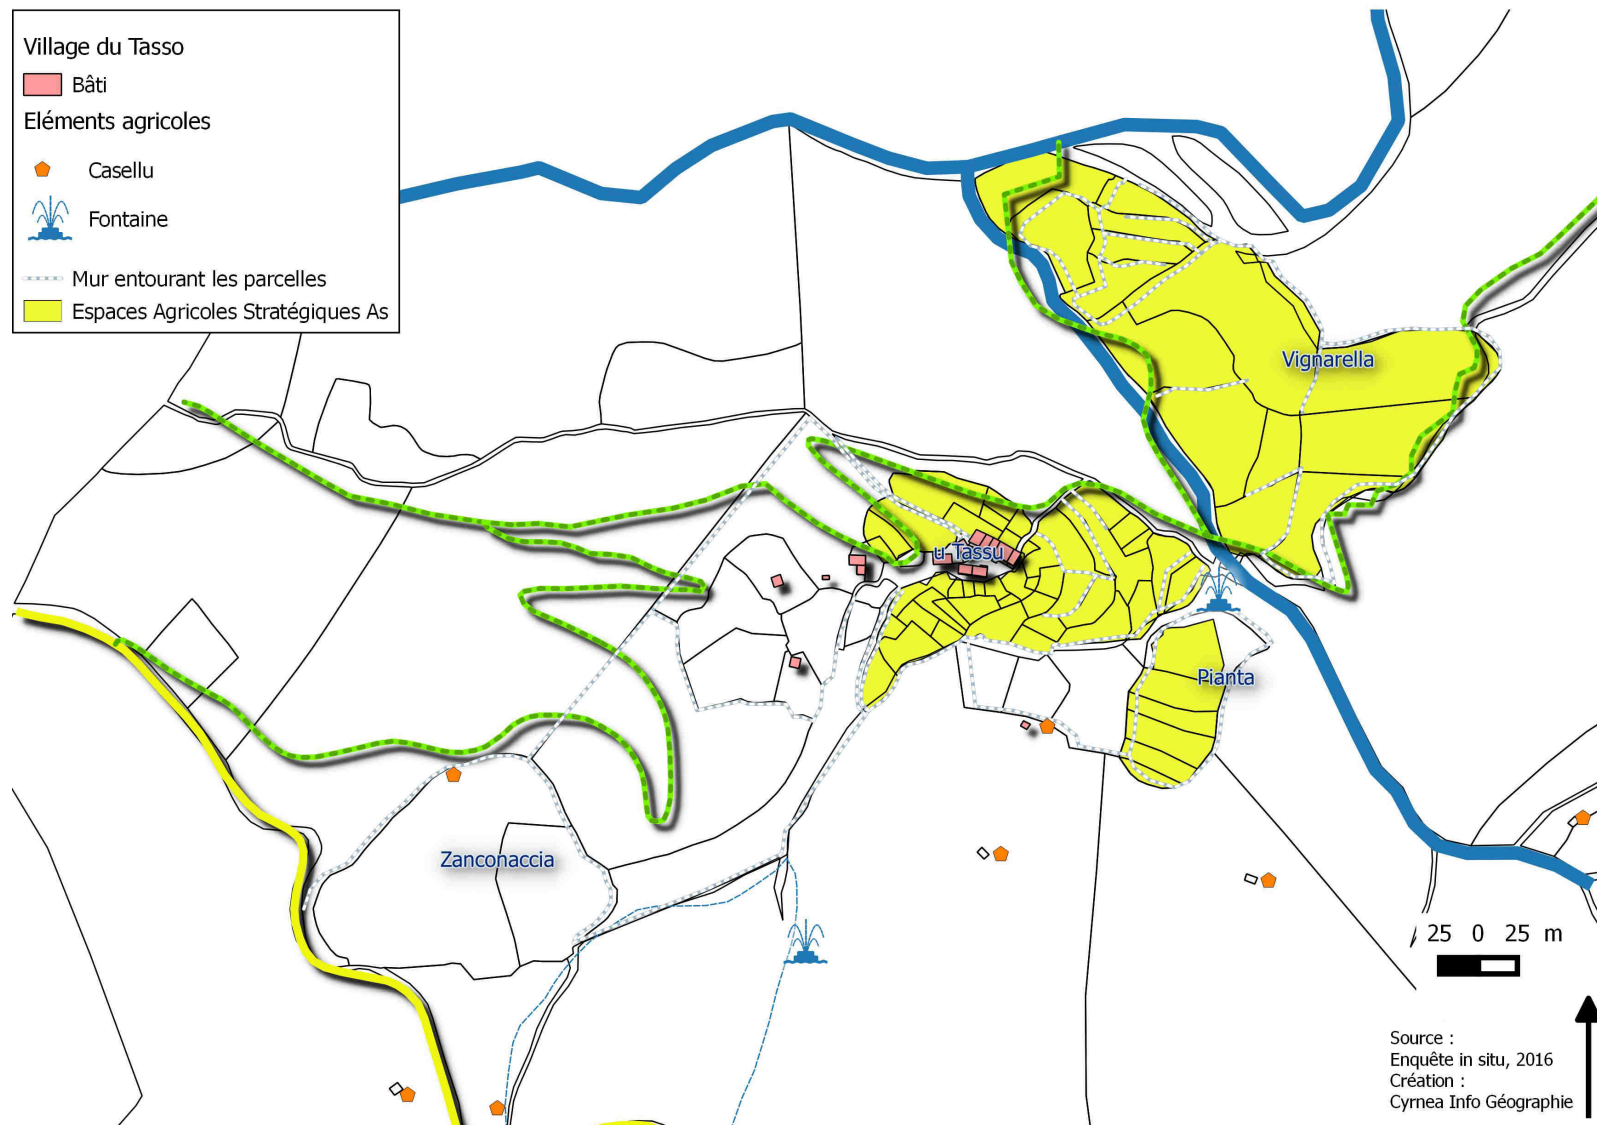 Village du Tasso
Bâti
Eléments agricoles
Casellu
Fontaine
Mur entourant les parcelles
Espaces Agricoles Stratégiques As
Vignarella
u Tassu
Pianta
Zanconaccia
25 0 25 m
Source :
Enquête in situ, 2016
Création :
Cyrnea Info Géographie